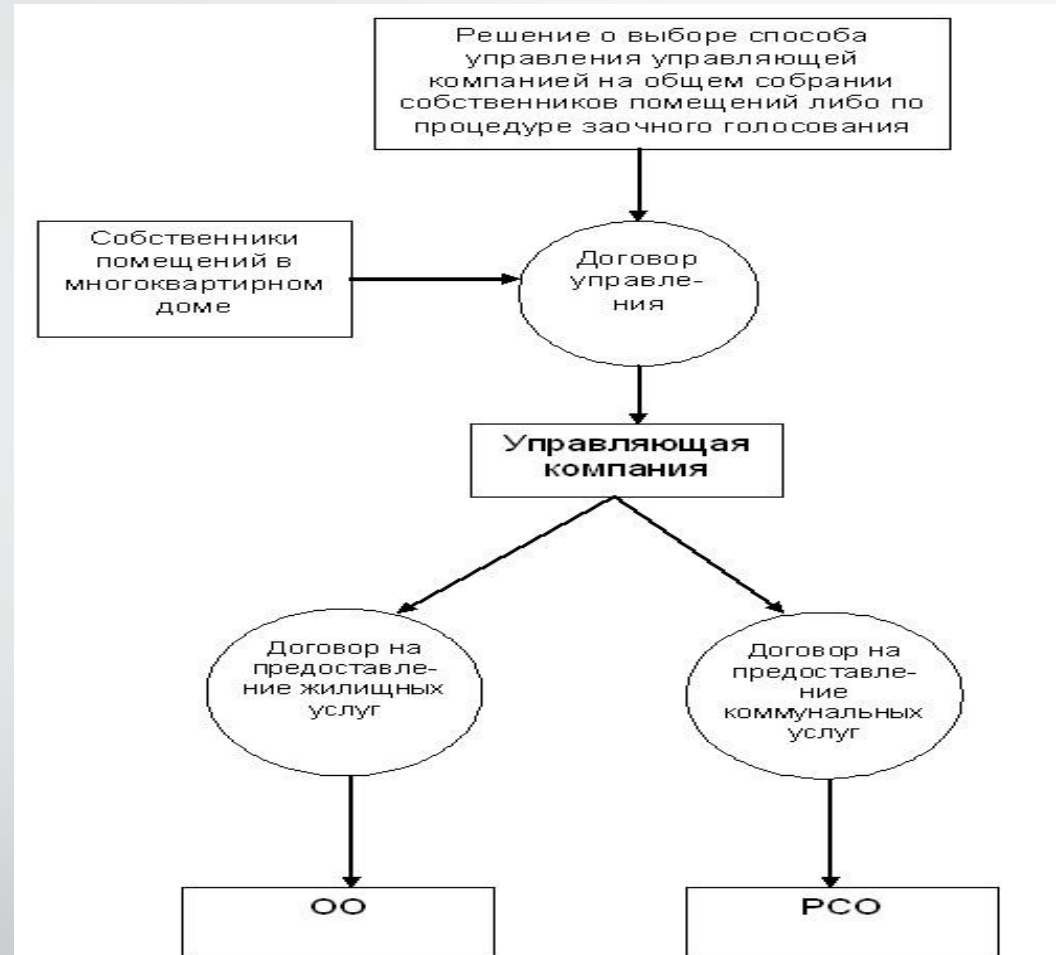 Решение о выборе способа
управления управляющей
компанией на общем собрании
собственников помещений либо по
процедуре заочного голосования
Собственники
помещений в
многоквартирном
доме
Договор
управле-
ния
Управляющая
компания
Договор на
предоставле-
ние жилищных
услуг
Договор на
предоставле-
ние
коммунальных
услуг
ОО
РСО